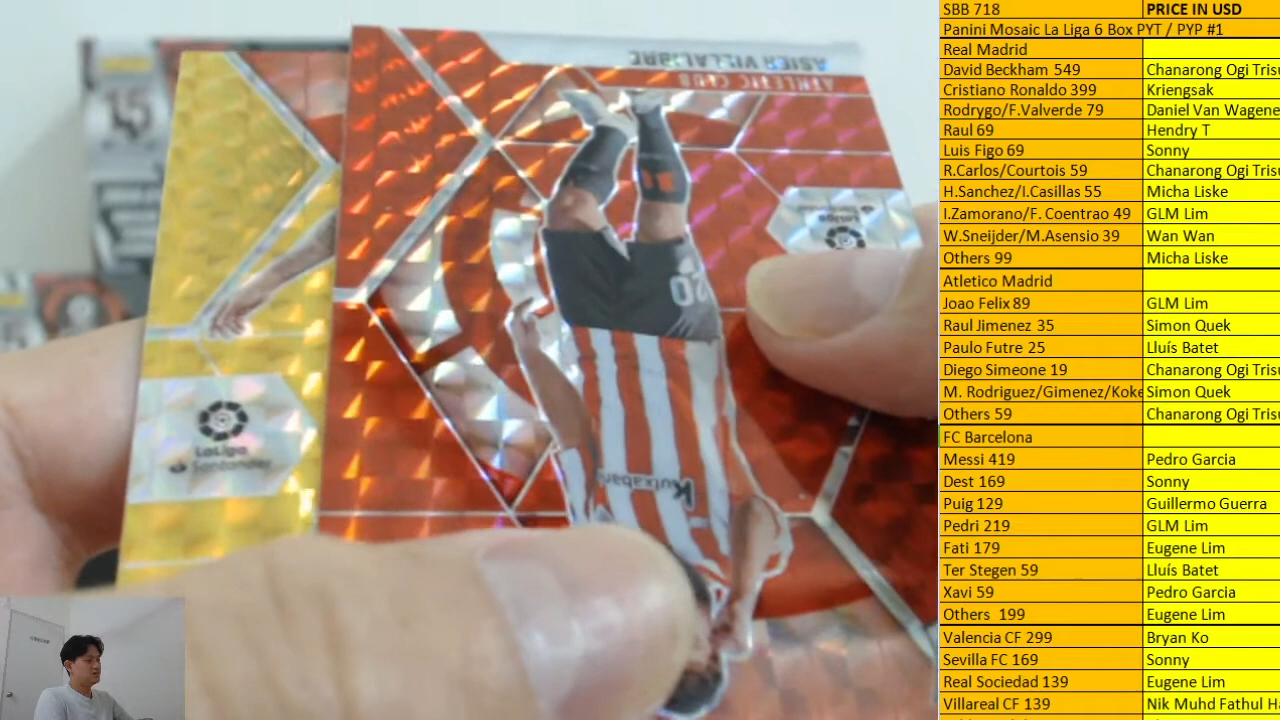 ASIER VILLALIBRE
ATHLETIC CLUB
20
Kutxabank
LaLiga
LaLiga
Santander
15
SBB 718 PRICE IN USD
Panini Mosaic La Liga 6 Box PYT / PYP #1
Real Madrid
David Beckham 549 Chanarong Ogi Trisu
Cristiano Ronaldo 399 Kriengsak
Rodrygo/F.Valverde 79 Daniel Van Wagene
Raul 69 Hendry T
Luis Figo 69 Sonny
R.Carlos/Courtois 59 Chanarong Ogi Trisu
H.Sanchez/I.Casillas 55 Micha Liske
I.Zamorano/F. Coentrao 49 GLM Lim
W.Sneijder/M.Asensio 39 Wan Wan
Others 99 Micha Liske
Atletico Madrid
Joao Felix 89 GLM Lim
Raul Jimenez 35 Simon Quek
Paulo Futre 25 Lluís Batet
Diego Simeone 19 Chanarong Ogi Trisu
M. Rodriguez/Gimenez/Koke Simon Quek
Others 59 Chanarong Ogi Trisu
FC Barcelona
Messi 419 Pedro Garcia
Dest 169 Sonny
Puig 129 Guillermo Guerra
Pedri 219 GLM Lim
Fati 179 Eugene Lim
Ter Stegen 59 Lluís Batet
Xavi 59 Pedro Garcia
Others 199 Eugene Lim
Valencia CF 299 Bryan Ko
Sevilla FC 169 Sonny
Real Sociedad 139 Eugene Lim
Villareal CF 139 Nik Muhd Fathul Ha